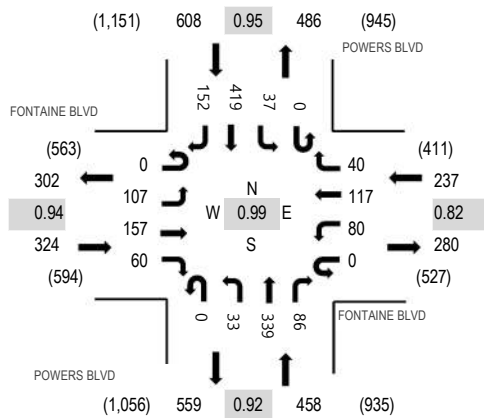 (1,151) 608 0.95 486 (945)
POWERS BLVD
FONTAINE BLVD
152 419 37 0
(563) (411)
0 40
302 237
107 117
N
0.94 157 W 0.99 E 80 0.82
S
324 60 0 280
(594) (527)
0 33 339 86
FONTAINE BLVD
POWERS BLVD
(1,056) 559 0.92 458 (935)